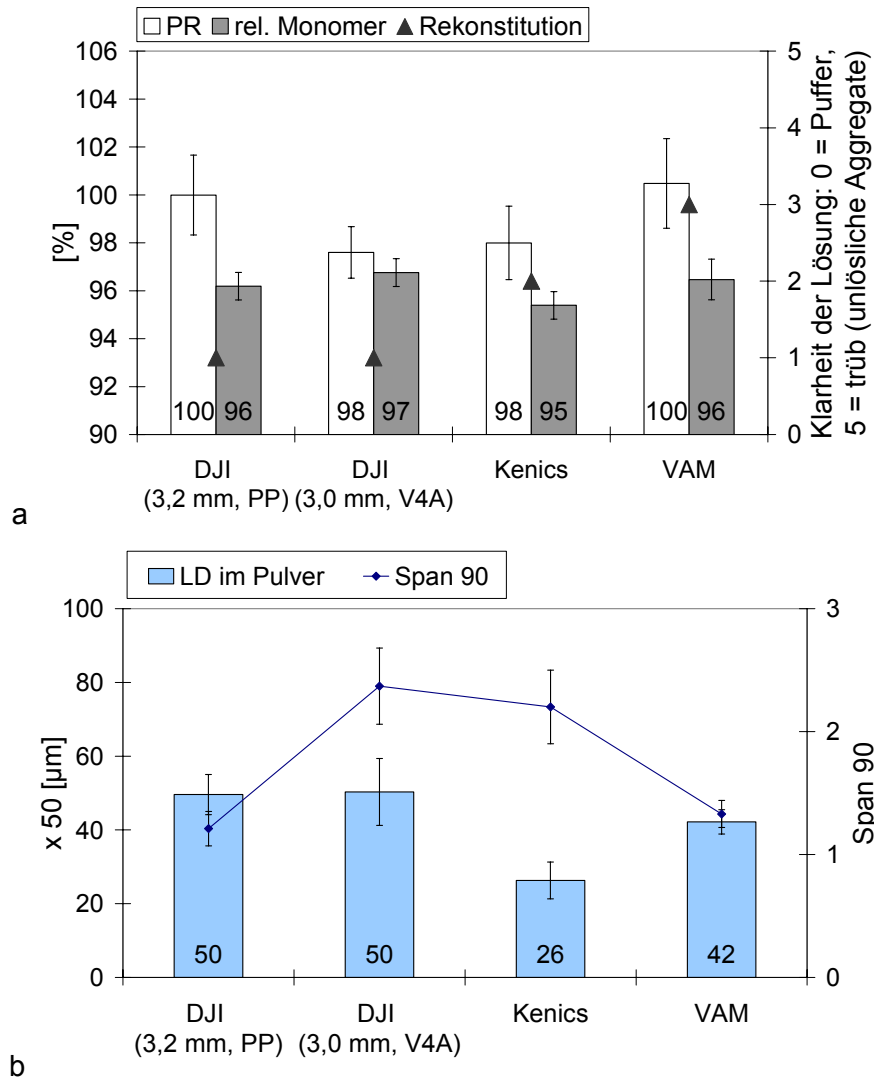 PR rel. Monomer Rekonstitution
106
104
102
100
98
96
94
92
90
[%]
5
4
3
2
1
0
Klarheit der Lösung: 0 = Puffer,
5 = trüb (unlösliche Aggregate)
100 96 98 97 98 95 100 96
DJI DJI Kenics VAM
(3,2 mm, PP) (3,0 mm, V4A)
a
LD im Pulver Span 90
100
80
60
40
20
0
x 50 [µm]
3
2
1
0
Span 90
50 50 26 42
DJI DJI Kenics VAM
(3,2 mm, PP) (3,0 mm, V4A)
b